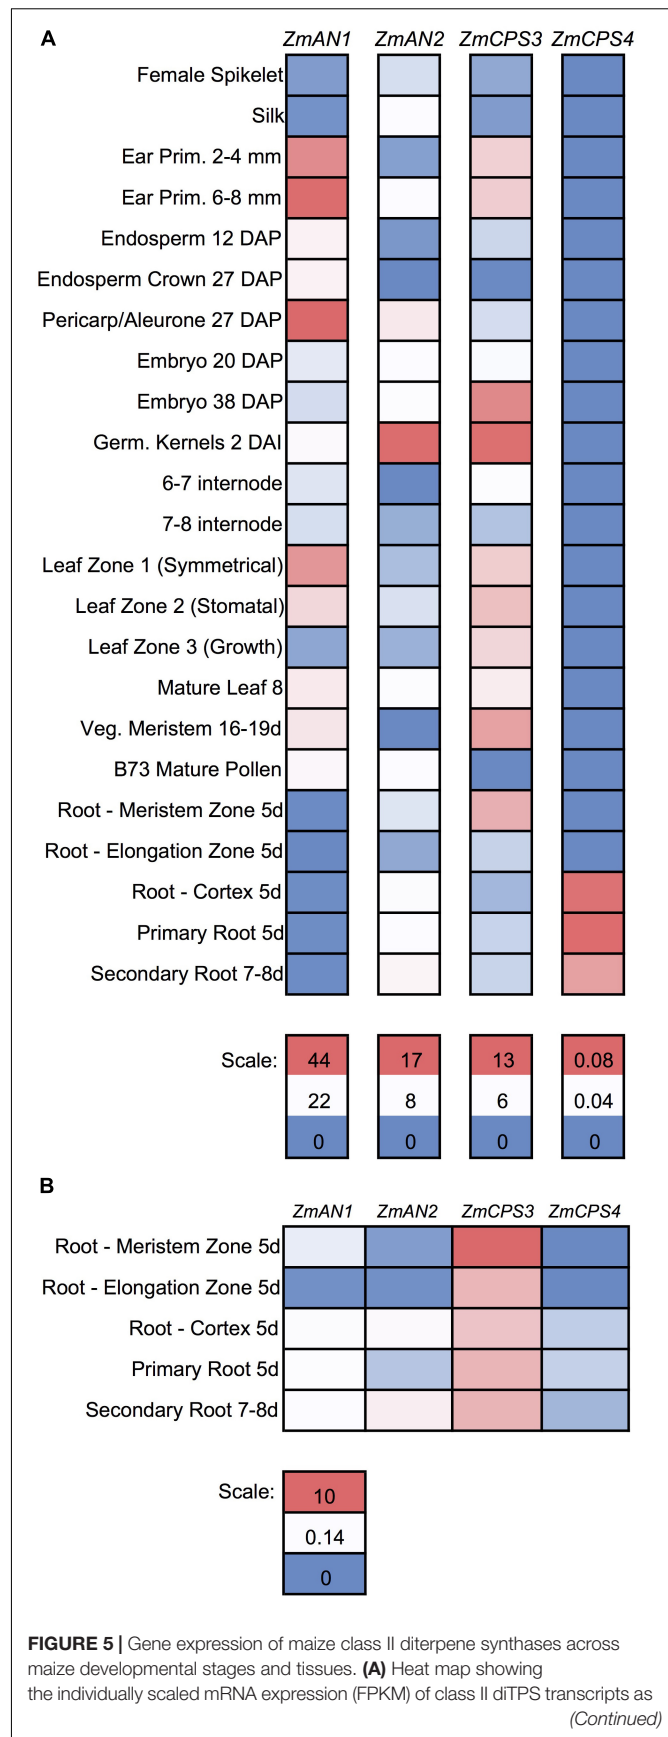 A
ZmAN1 ZmAN2 ZmCPS3 ZmCPS4
Female Spikelet
Silk
Ear Prim. 2-4 mm
Ear Prim. 6-8 mm
Endosperm 12 DAP
Endosperm Crown 27 DAP
Pericarp/Aleurone 27 DAP
Embryo 20 DAP
Embryo 38 DAP
Germ. Kernels 2 DAI
6-7 internode
7-8 internode
Leaf Zone 1 (Symmetrical)
Leaf Zone 2 (Stomatal)
Leaf Zone 3 (Growth)
Mature Leaf 8
Veg. Meristem 16-19d
B73 Mature Pollen
Root - Meristem Zone 5d
Root - Elongation Zone 5d
Root - Cortex 5d
Primary Root 5d
Secondary Root 7-8d
Scale: 44 17 13 0.08
22 8 6 0.04
0 0 0 0
B
ZmAN1 ZmAN2 ZmCPS3 ZmCPS4
Root - Meristem Zone 5d
Root - Elongation Zone 5d
Root - Cortex 5d
Primary Root 5d
Secondary Root 7-8d
Scale: 10
0.14
0
FIGURE 5 | Gene expression of maize class II diterpene synthases across
maize developmental stages and tissues. (A) Heat map showing
the individually scaled mRNA expression (FPKM) of class II diTPS transcripts as
(Continued)